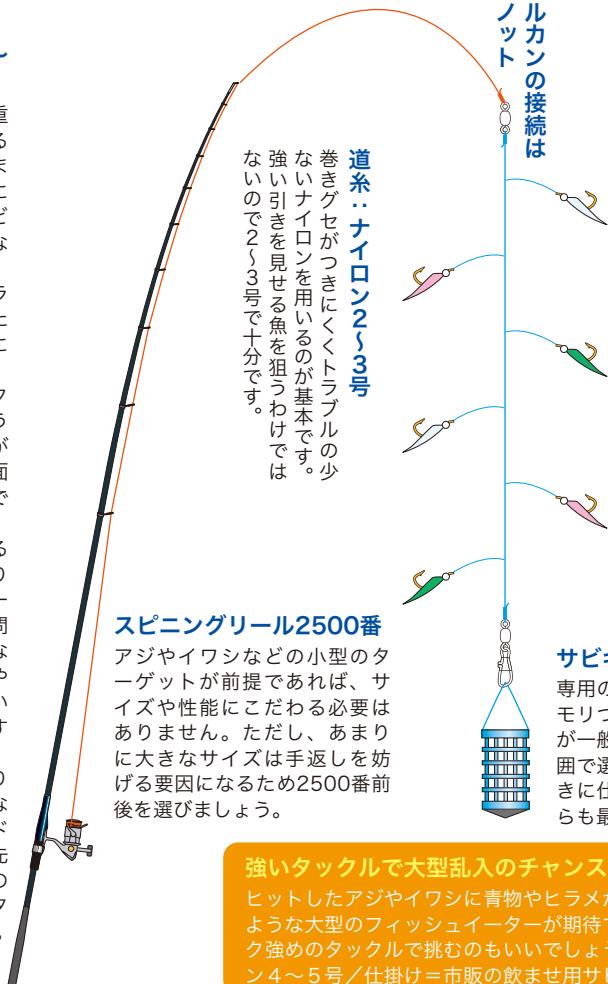 ルカンの接続は
ノット
道糸：ナイロン2〜3号
巻きグセがつきにくくトラブルの少
ないナイロンを用いるのが基本です。
強い引きを見せる魚を狙うわけでは
ないので2〜3号で十分です。
スピニングリール2500番
アジやイワシなどの小型のタ
ーゲットが前提であれば、サ
イズや性能にこだわる必要は
ありません。ただし、あまり
に大きなサイズは手返しを妨
げる要因になるため2500番前
後を選びましょう。
サビキ
専用の
モリつ
が一般
囲で選
きに仕
らも最
強いタックルで大型乱入のチャンス
ヒットしたアジやイワシに青物やヒラメが
ような大型のフィッシュイーターが期待で
ク強めのタックルで挑むのもいいでしょう
ン４〜５号／仕掛け＝市販の飲ませ用サビ